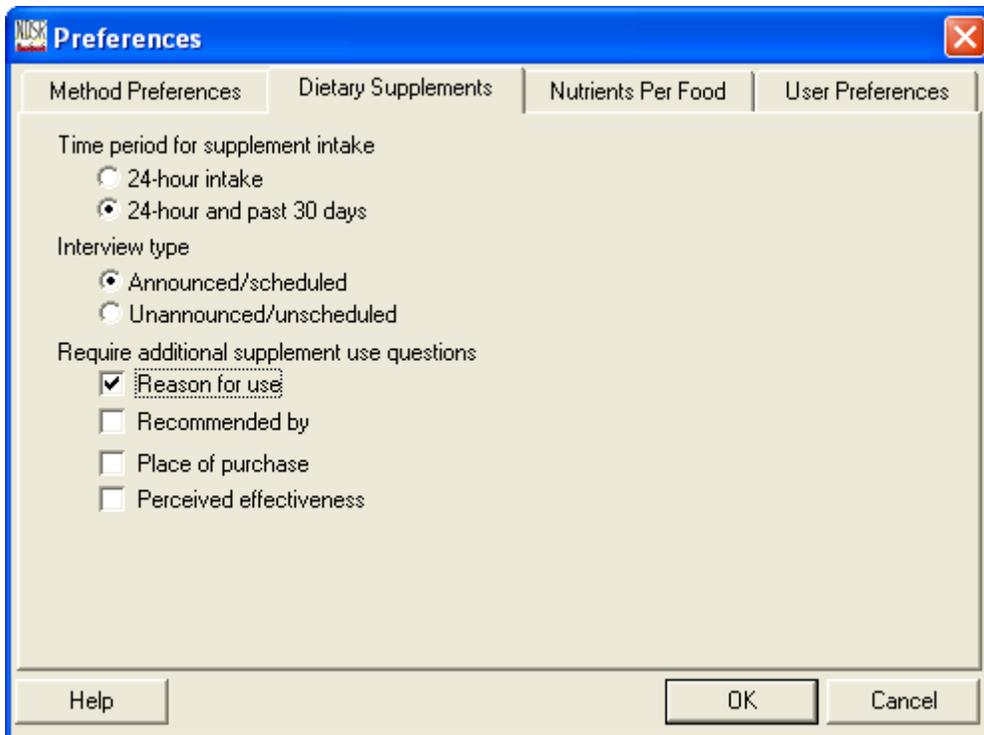 NDSR Preferences
Method Preferences Dietary Supplements Nutrients Per Food User Preferences
Time period for supplement intake
24-hour intake
24-hour and past 30 days
Interview type
Announced/scheduled
Unannounced/unscheduled
Require additional supplement use questions
Reason for use
Recommended by
Place of purchase
Perceived effectiveness
Help OK Cancel